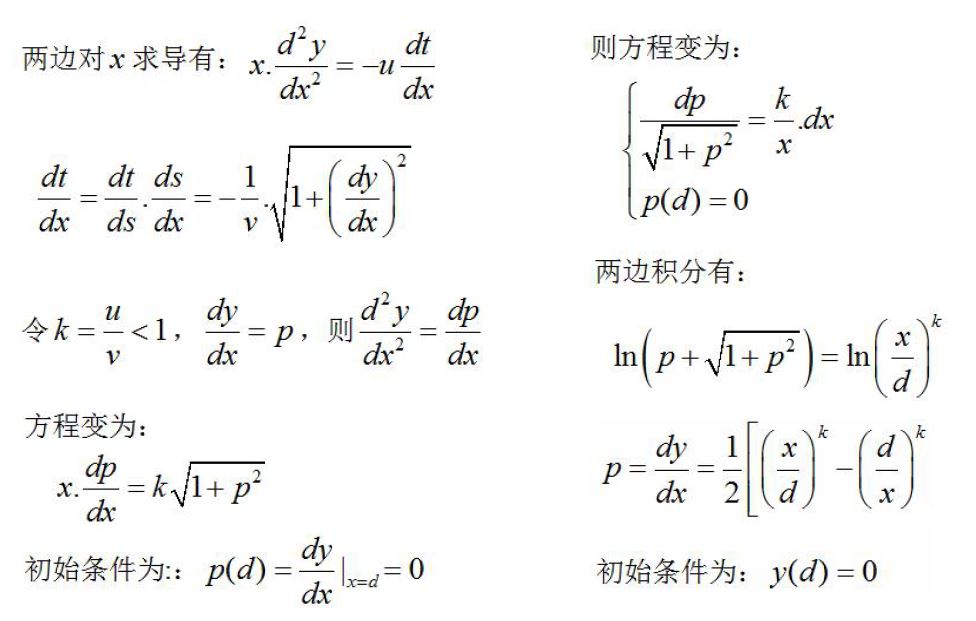 两边对x求导有：x.\frac{d^2y}{dx^2} = -u\frac{dt}{dx}
\frac{dt}{dx} = \frac{dt}{ds}.\frac{ds}{dx} = -\frac{1}{v}.\sqrt{1+\left(\frac{dy}{dx}\right)^2}
令 k = \frac{u}{v} < 1，\frac{dy}{dx} = p，则 \frac{d^2y}{dx^2} = \frac{dp}{dx}
方程变为：
x.\frac{dp}{dx} = k\sqrt{1+p^2}
初始条件为:：p(d) = \frac{dy}{dx}|_{x=d} = 0
则方程变为：
\begin{cases} \frac{dp}{\sqrt{1+p^2}} = \frac{k}{x}.dx \\ p(d) = 0 \end{cases}
两边积分有：
\ln\left(p+\sqrt{1+p^2}\right) = \ln\left(\frac{x}{d}\right)^k
p = \frac{dy}{dx} = \frac{1}{2}\left[\left(\frac{x}{d}\right)^k - \left(\frac{d}{x}\right)^k
初始条件为：y(d) = 0